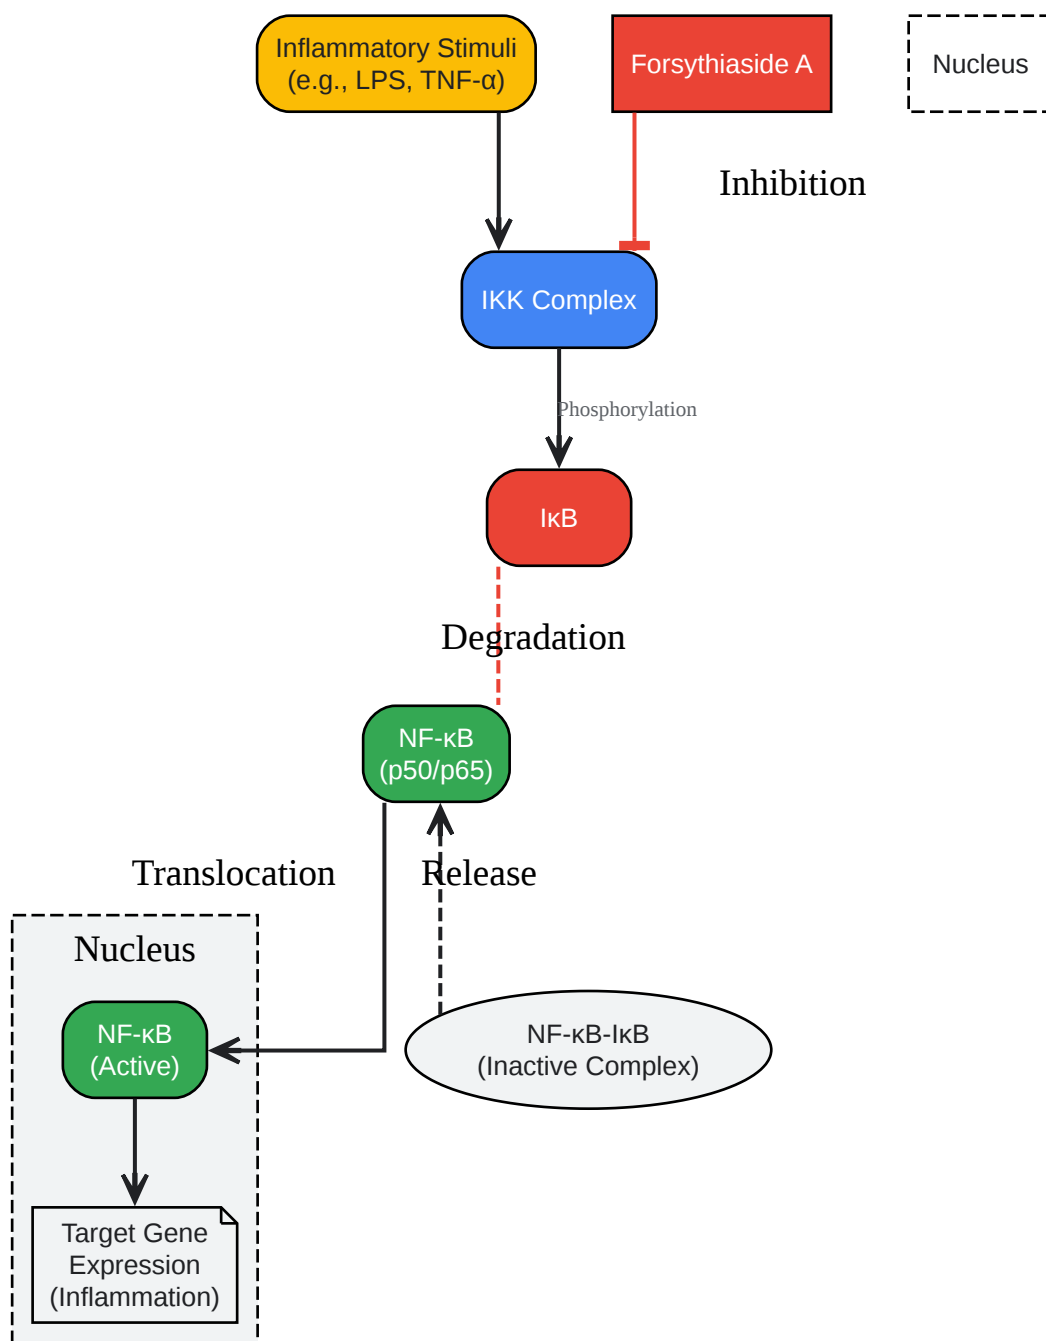 Inflammatory Stimuli
(e.g., LPS, TNF-α)
Forsythiaside A
Nucleus
Inhibition
IKK Complex
Phosphorylation
IκB
Degradation
NF-κB
(p50/p65)
Translocation
Release
Nucleus
NF-κB
(Active)
NF-κB-IκB
(Inactive Complex)
Target Gene
Expression
(Inflammation)